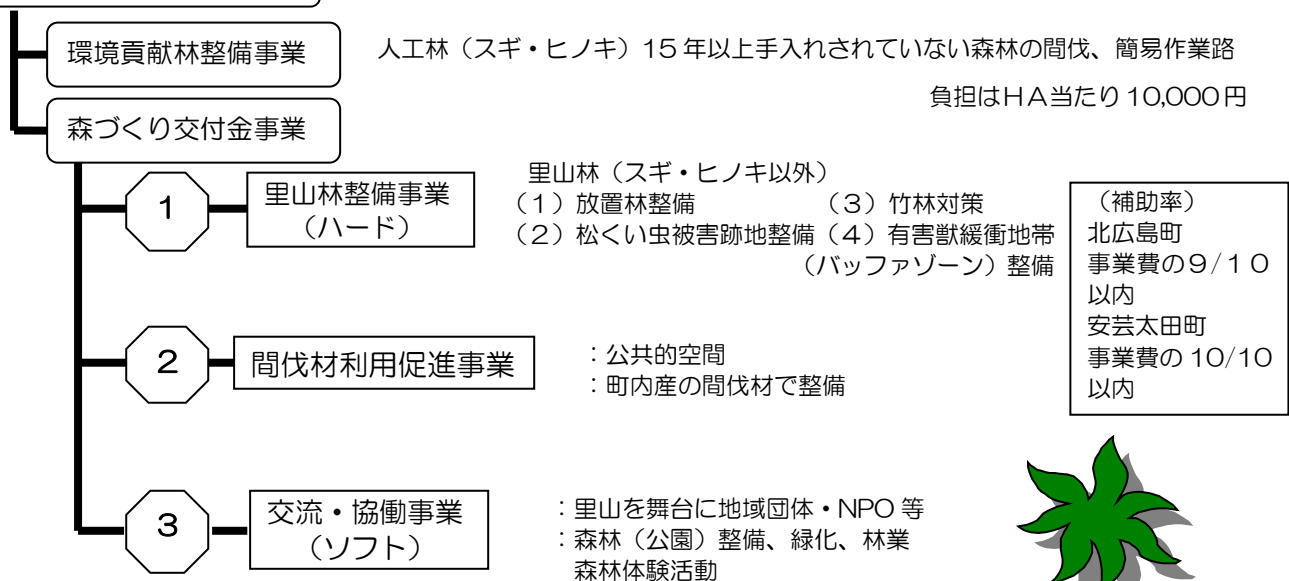 環境貢献林整備事業
人工林（スギ・ヒノキ）15年以上手入れされていない森林の間伐、簡易作業路
負担はHA当たり10,000円
森づくり交付金事業
1
里山林整備事業
（ハード）
里山林（スギ・ヒノキ以外）
（1）放置林整備　（3）竹林対策
（2）松くい虫被害跡地整備（4）有害獣緩衝地帯
（バッファゾーン）整備
（補助率）
北広島町
事業費の9/10
以内
安芸太田町
事業費の10/10
以内
2
間伐材利用促進事業
：公共的空間
：町内産の間伐材で整備
3
交流・協働事業
（ソフト）
：里山を舞台に地域団体・NPO等
：森林（公園）整備、緑化、林業
森林体験活動